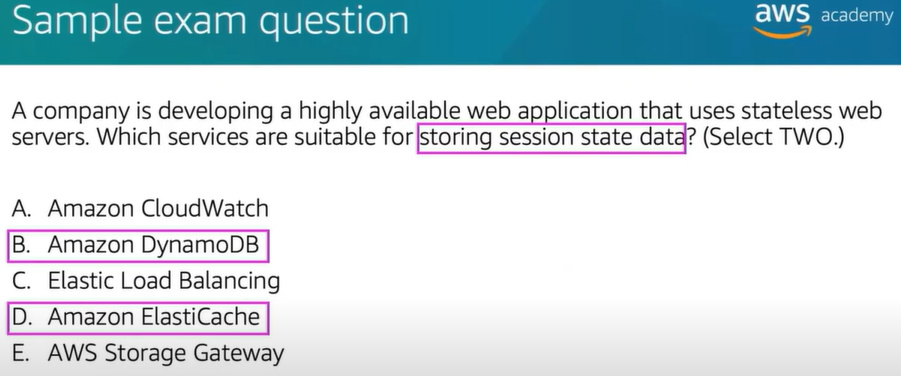 Sample exam question
aws academy
A company is developing a highly available web application that uses stateless web
servers. Which services are suitable for storing session state data? (Select TWO.)
A. Amazon CloudWatch
B. Amazon DynamoDB
C. Elastic Load Balancing
D. Amazon ElastiCache
E. AWS Storage Gateway